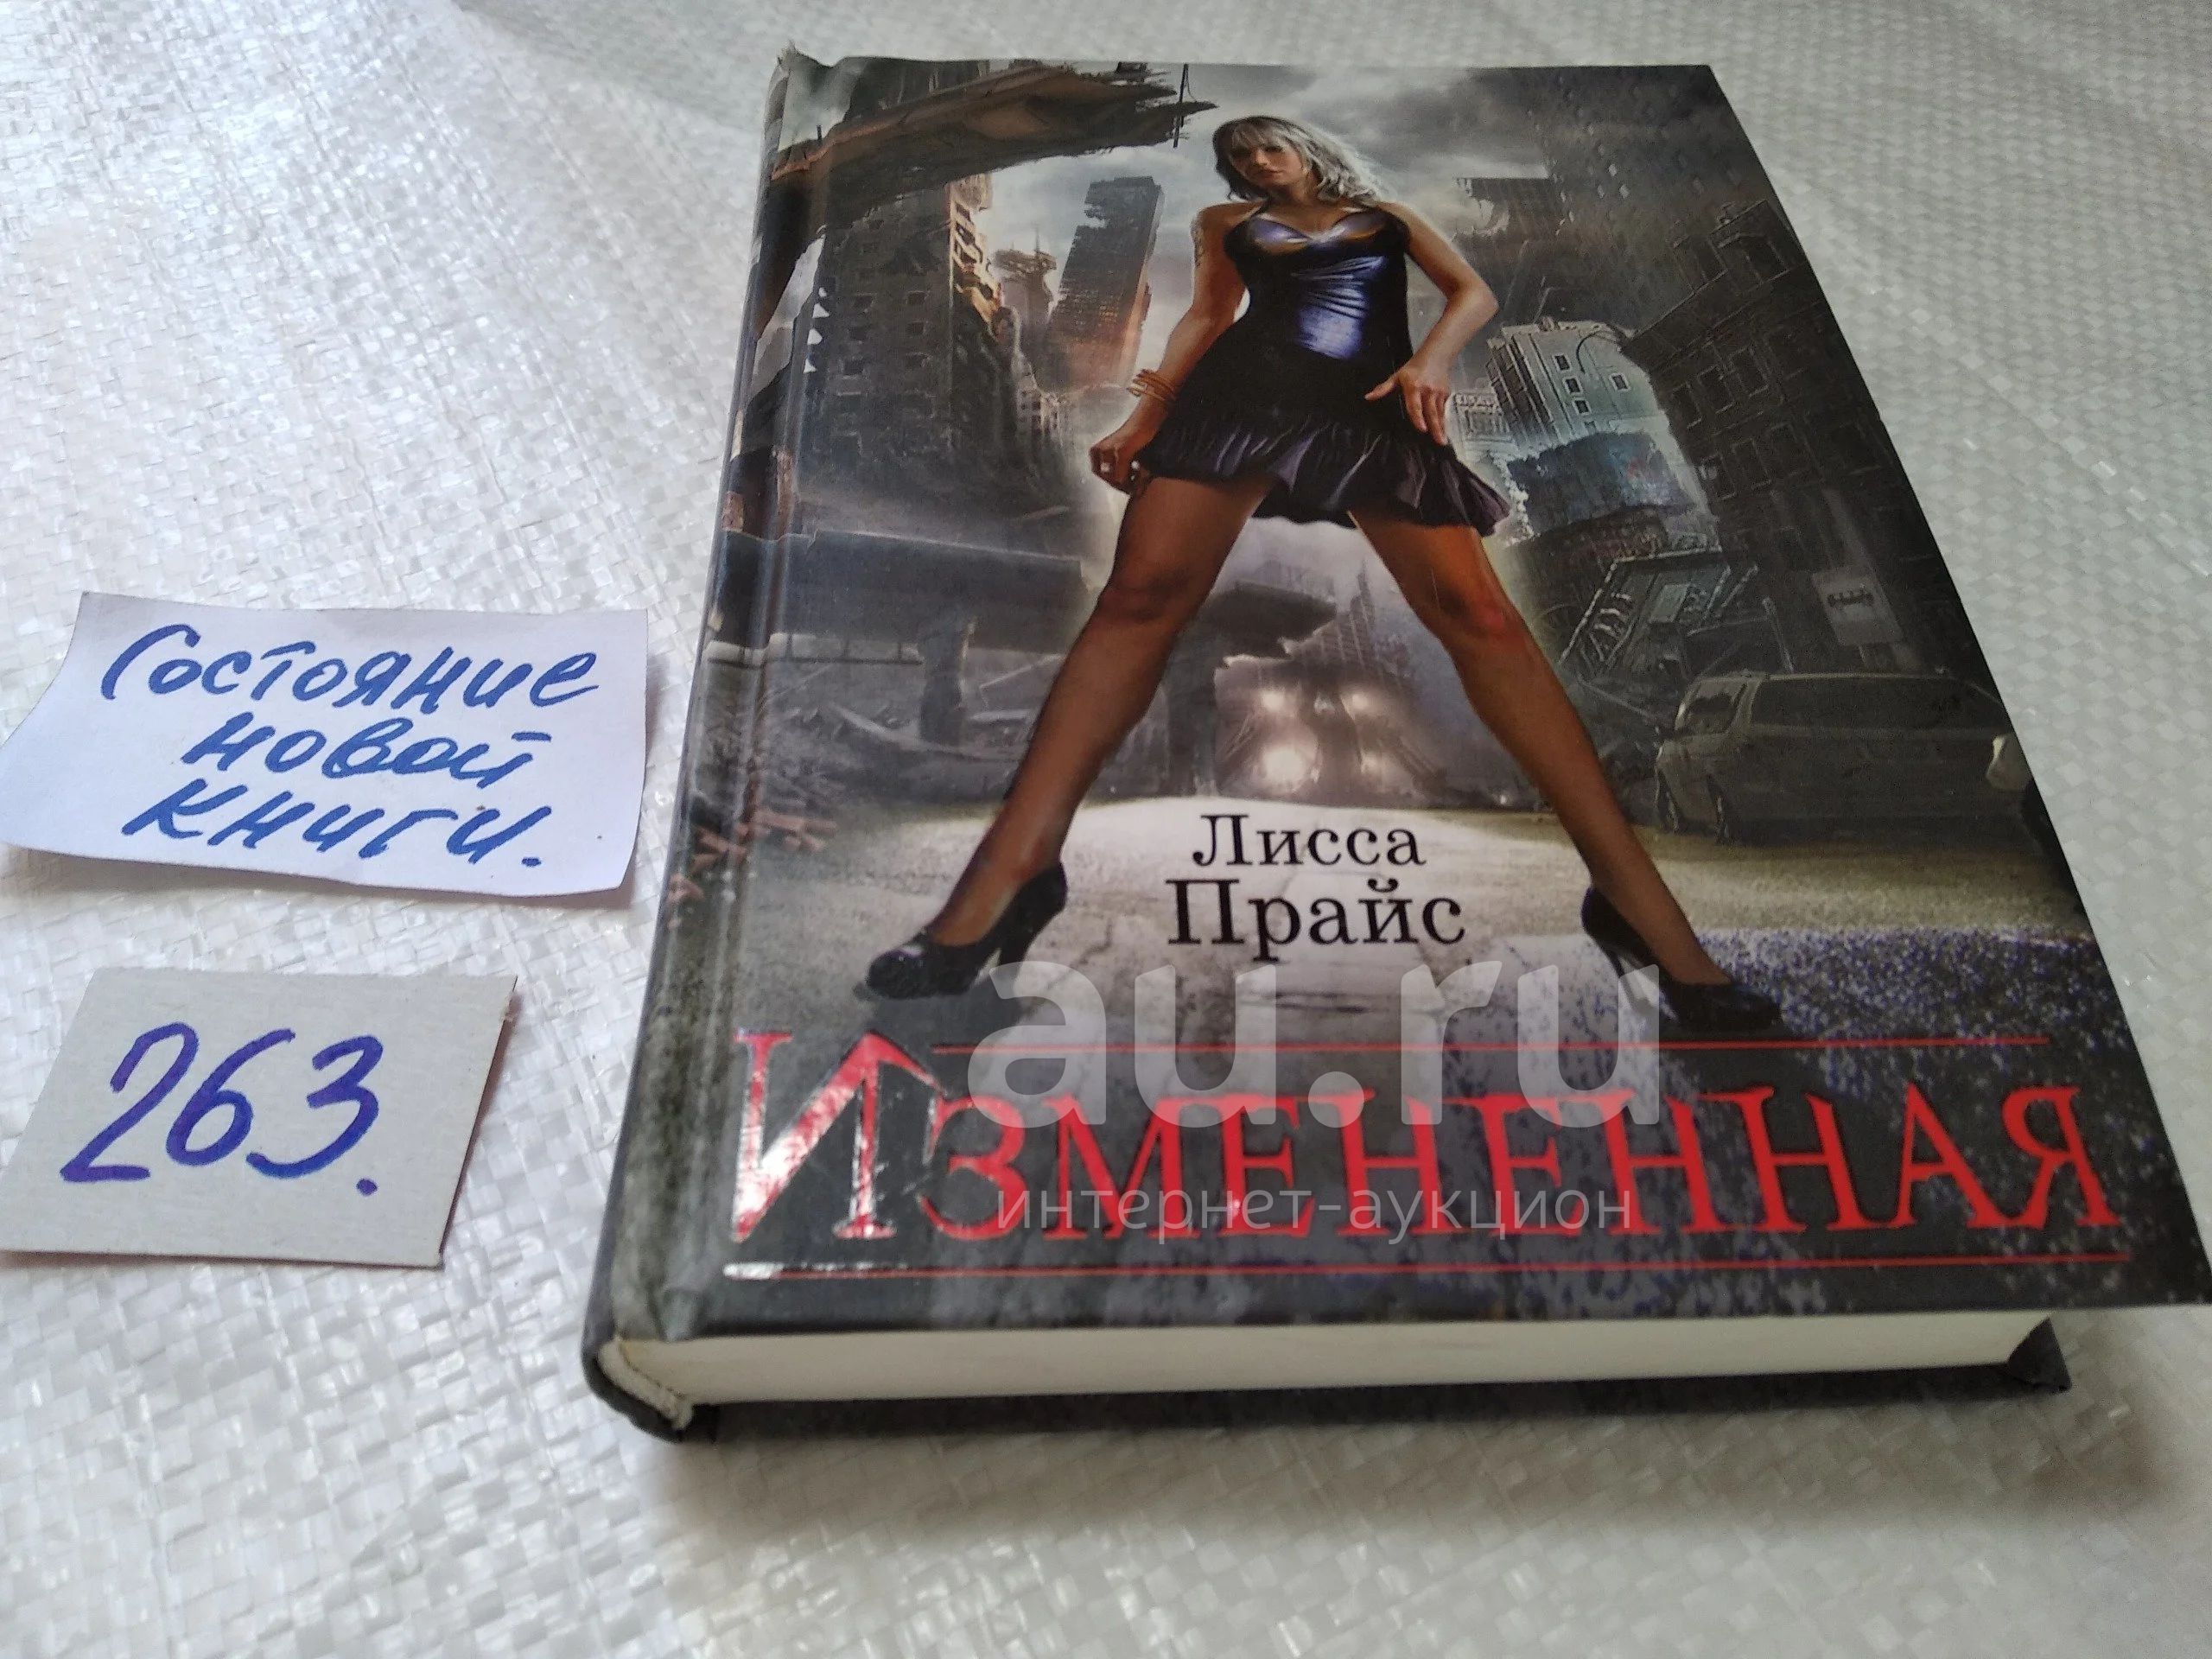 Состояние
новой
книги.
263.
Лисса
Прайс
au.ru
Измененная
интернет-аукцион